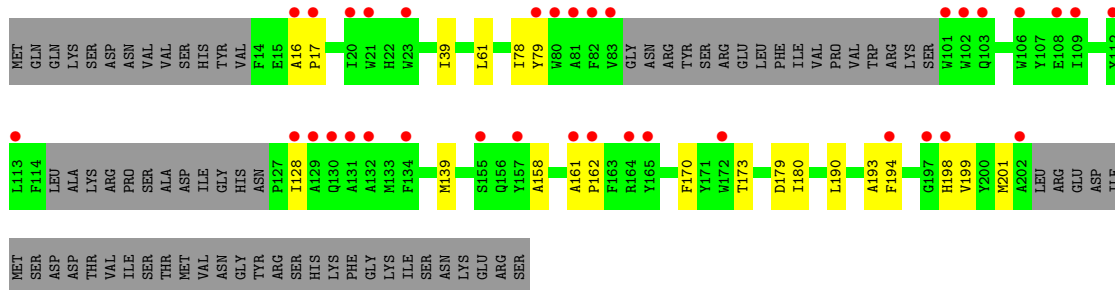 MET GLN GLN LYS SER ASP ASN VAL VAL SER HIS TYR VAL F14 E15 A16 P17 I20 W21 H22 W23 I39 L61 I78 Y79 W80 A81 F82 V83 GLY ASN ARG TYR SER ARG GLU LEU PHE ILE VAL PRO VAL TRP ARG LYS SER W101 W102 Q103 W106 Y107 E108 I109 Y112
L113 F114 LEU ALA LYS ARG PRO SER ALA ASP ILE GLY HIS ASN P127 I128 A129 Q130 A131 A132 M133 F134 M139 S155 Q156 Y157 A158 A161 P162 F163 R164 Y165 F170 Y171 W172 T173 D179 I180 L190 A193 F194 G197 H198 V199 Y200 M201 A202 LEU ARG GLU ASP ILE
MET SER ASP ASP THR VAL ILE SER THR MET VAL ASN GLY TYR ARG SER HIS LYS PHE GLY LYS ILE SER ASN LYS GLU ARG SER